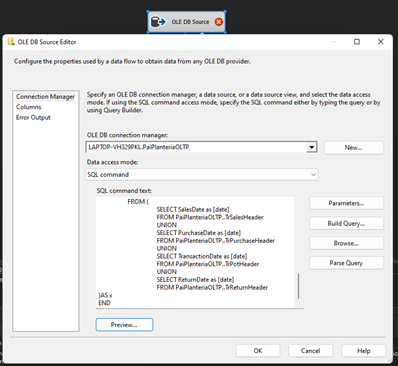 OLE DB Source
OLE DB Source Editor
Configure the properties used by a data flow to obtain data from any OLE DB provider.
Connection Manager
Columns
Error Output
Specify an OLE DB connection manager, a data source, or a data source view, and select the data access
mode. If using the SQL command access mode, specify the SQL command either by typing the query or by
using Query Builder.
OLE DB connection manager:
LAPTOP-VH329PKL.PaiPlanteriaOLTP
New...
Data access mode:
SQL command
SQL command text:
FROM (
SELECT SalesDate as [date]
FROM PaiPlanteriaOLTP..TrSalesHeader
UNION
SELECT PurchaseDate as [date]
FROM PaiPlanteriaOLTP..TrPurchaseHeader
UNION
SELECT TransactionDate as [date]
FROM PaiPlanteriaOLTP..TrPotHeader
UNION
SELECT ReturnDate as [date]
FROM PaiPlanteriaOLTP..TrReturnHeader
)AS x
END
Parameters...
Build Query...
Browse...
Parse Query
Preview...
OK
Cancel
Help